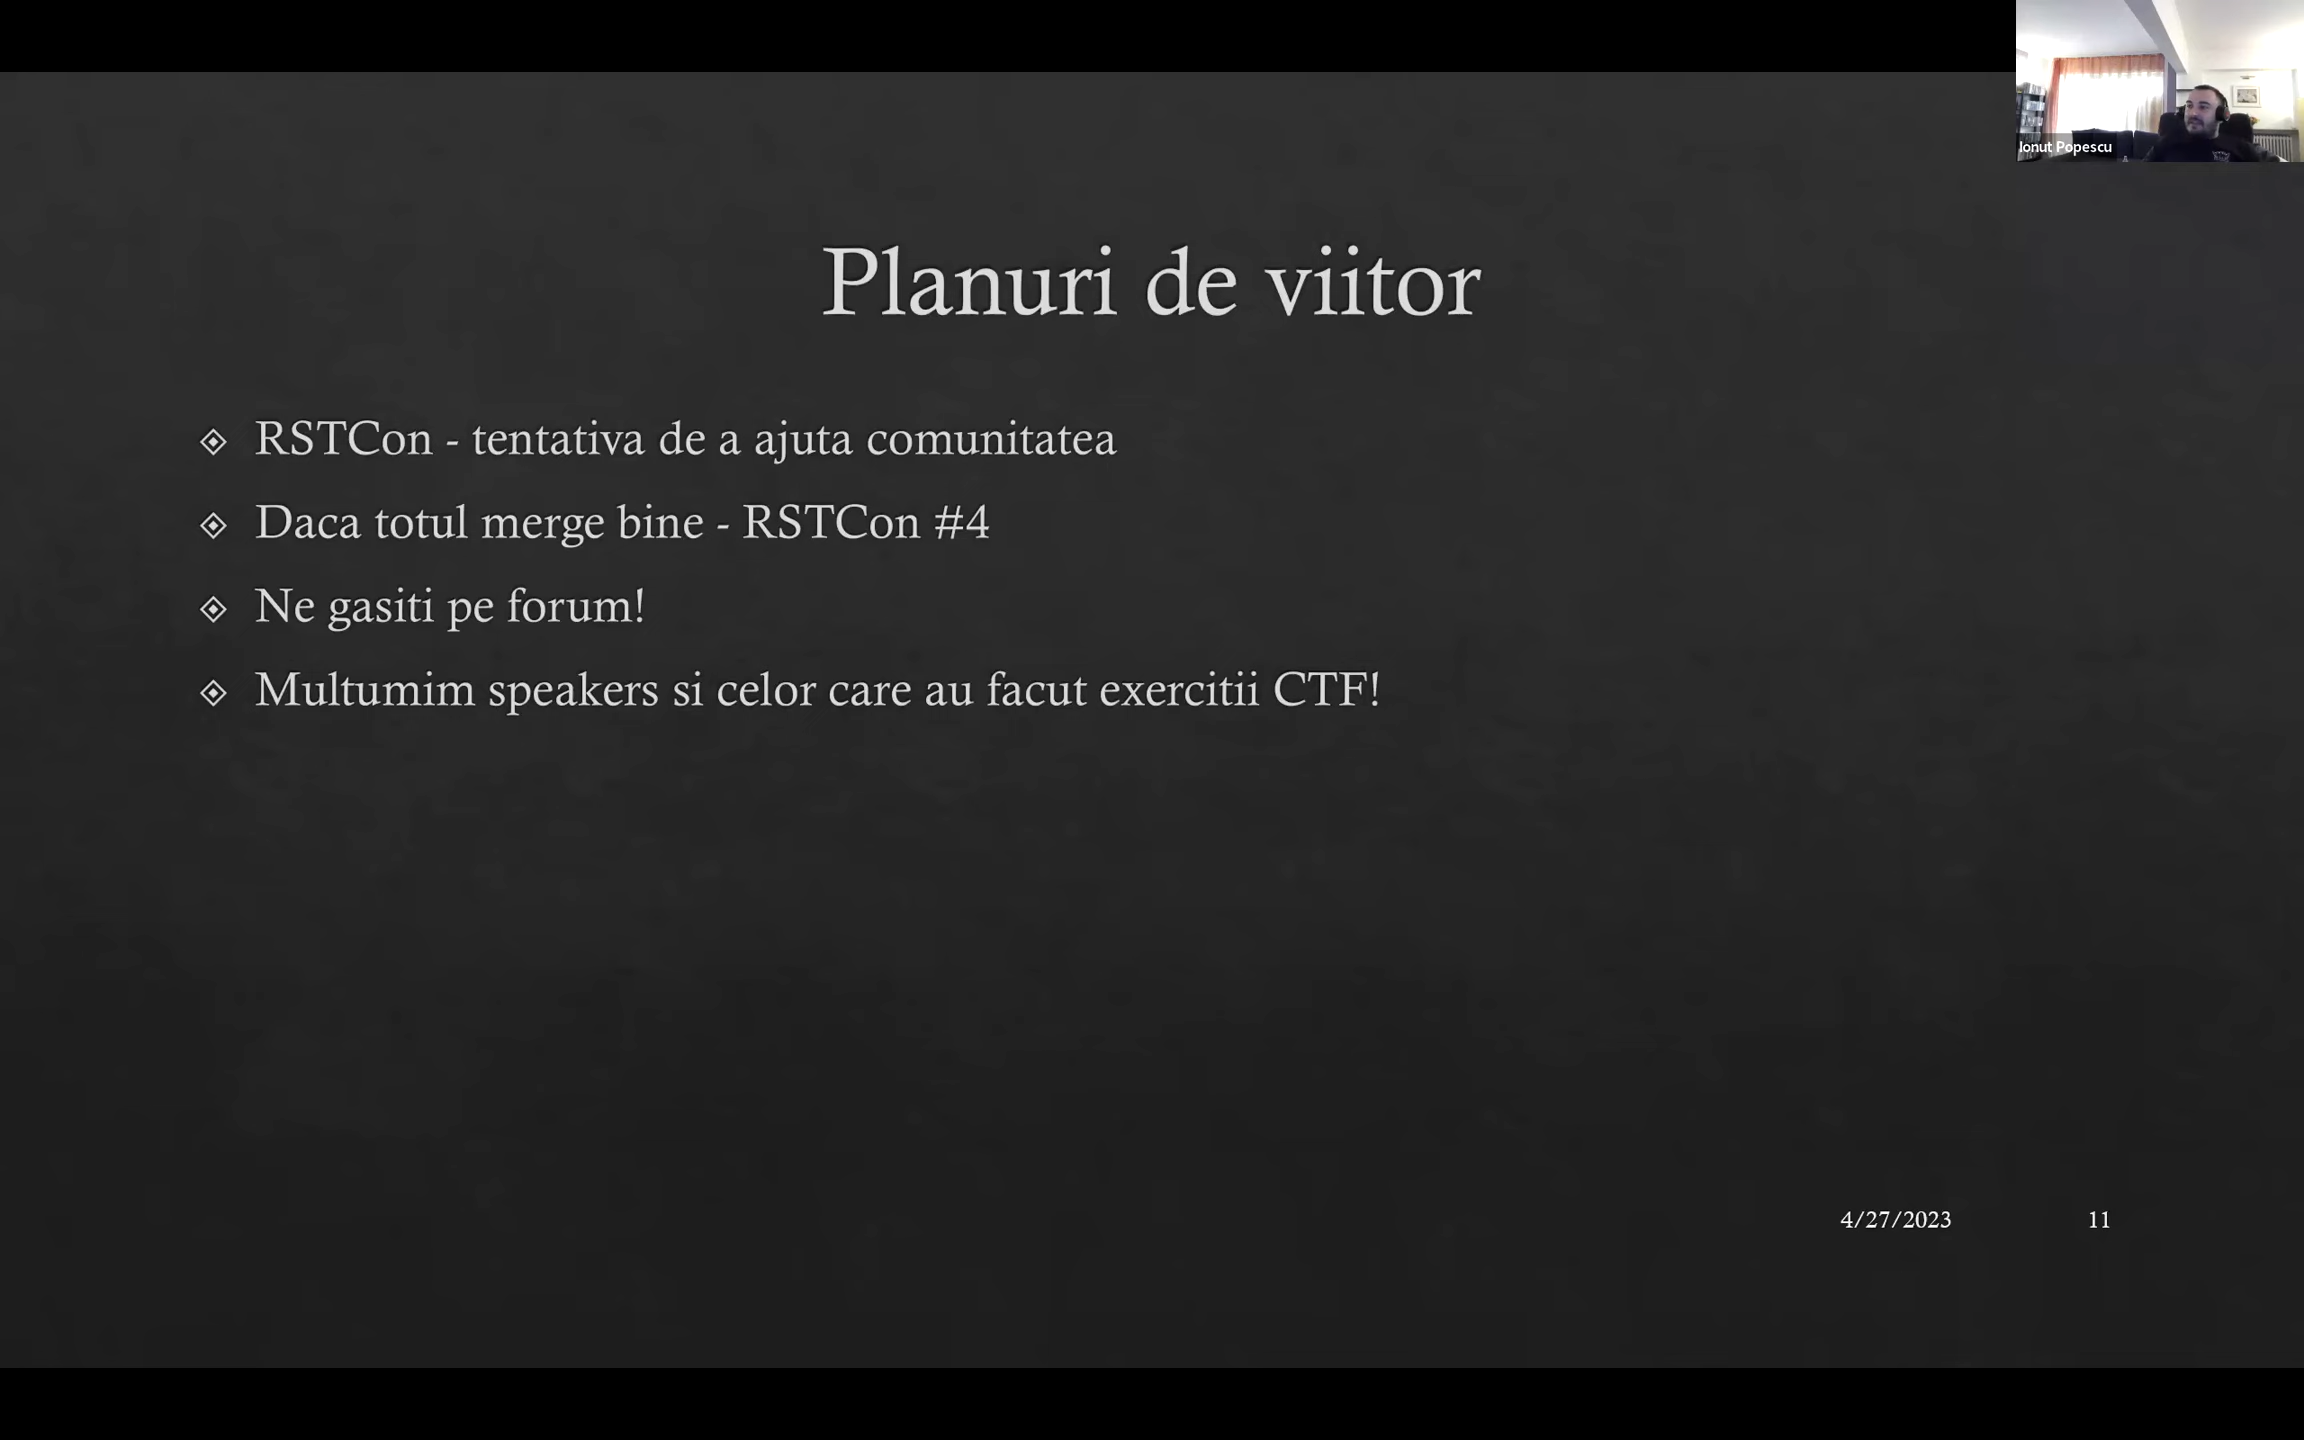 Ionut Popescu
Planuri de viitor
RSTCon - tentativa de a ajuta comunitatea
Daca totul merge bine - RSTCon #4
Ne gasiti pe forum!
Multumim speakers si celor care au facut exercitii CTF!
4/27/2023
11